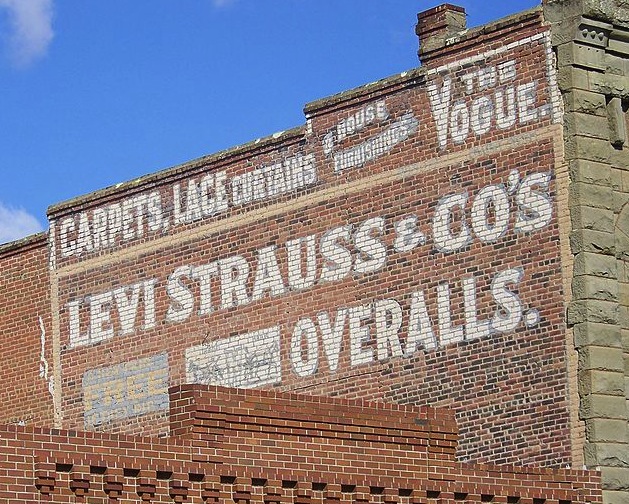 CARPETS, LACE CURTAINS & HOUSE FURNISHINGS THE VOGUE.
LEVI STRAUSS & CO'S
OVERALLS.
FREE